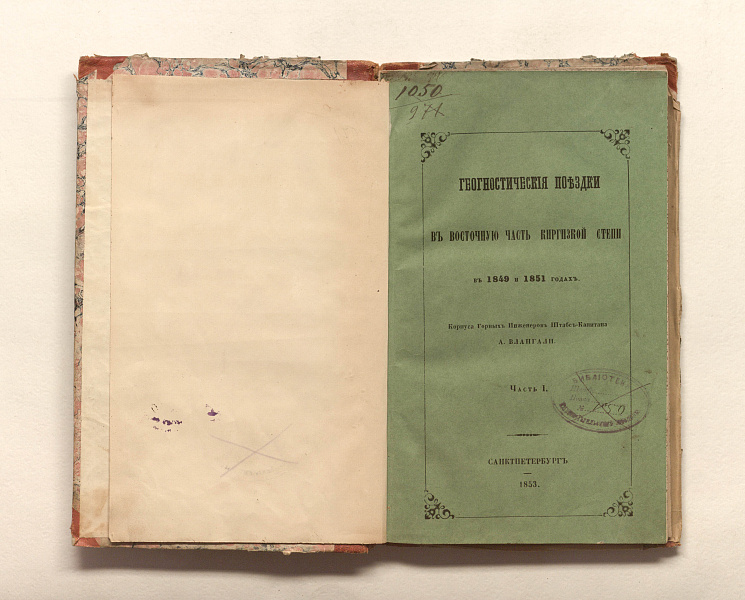 1050
ГЕОГНОСТИЧЕСКІЯ ПОѢЗДКИ
ВЪ ВОСТОЧНУЮ ЧАСТЬ КИРГИЗКОЙ СТЕПИ
ВЪ 1849 И 1851 ГОДАХЪ.
Корпуса Горныхъ Инженеровъ Штабсъ-Капитана
А. ВЛАНГАЛИ.
Часть I.
БИБЛІОТЕКА
САНКТПЕТЕРБУРГЪ
1853.